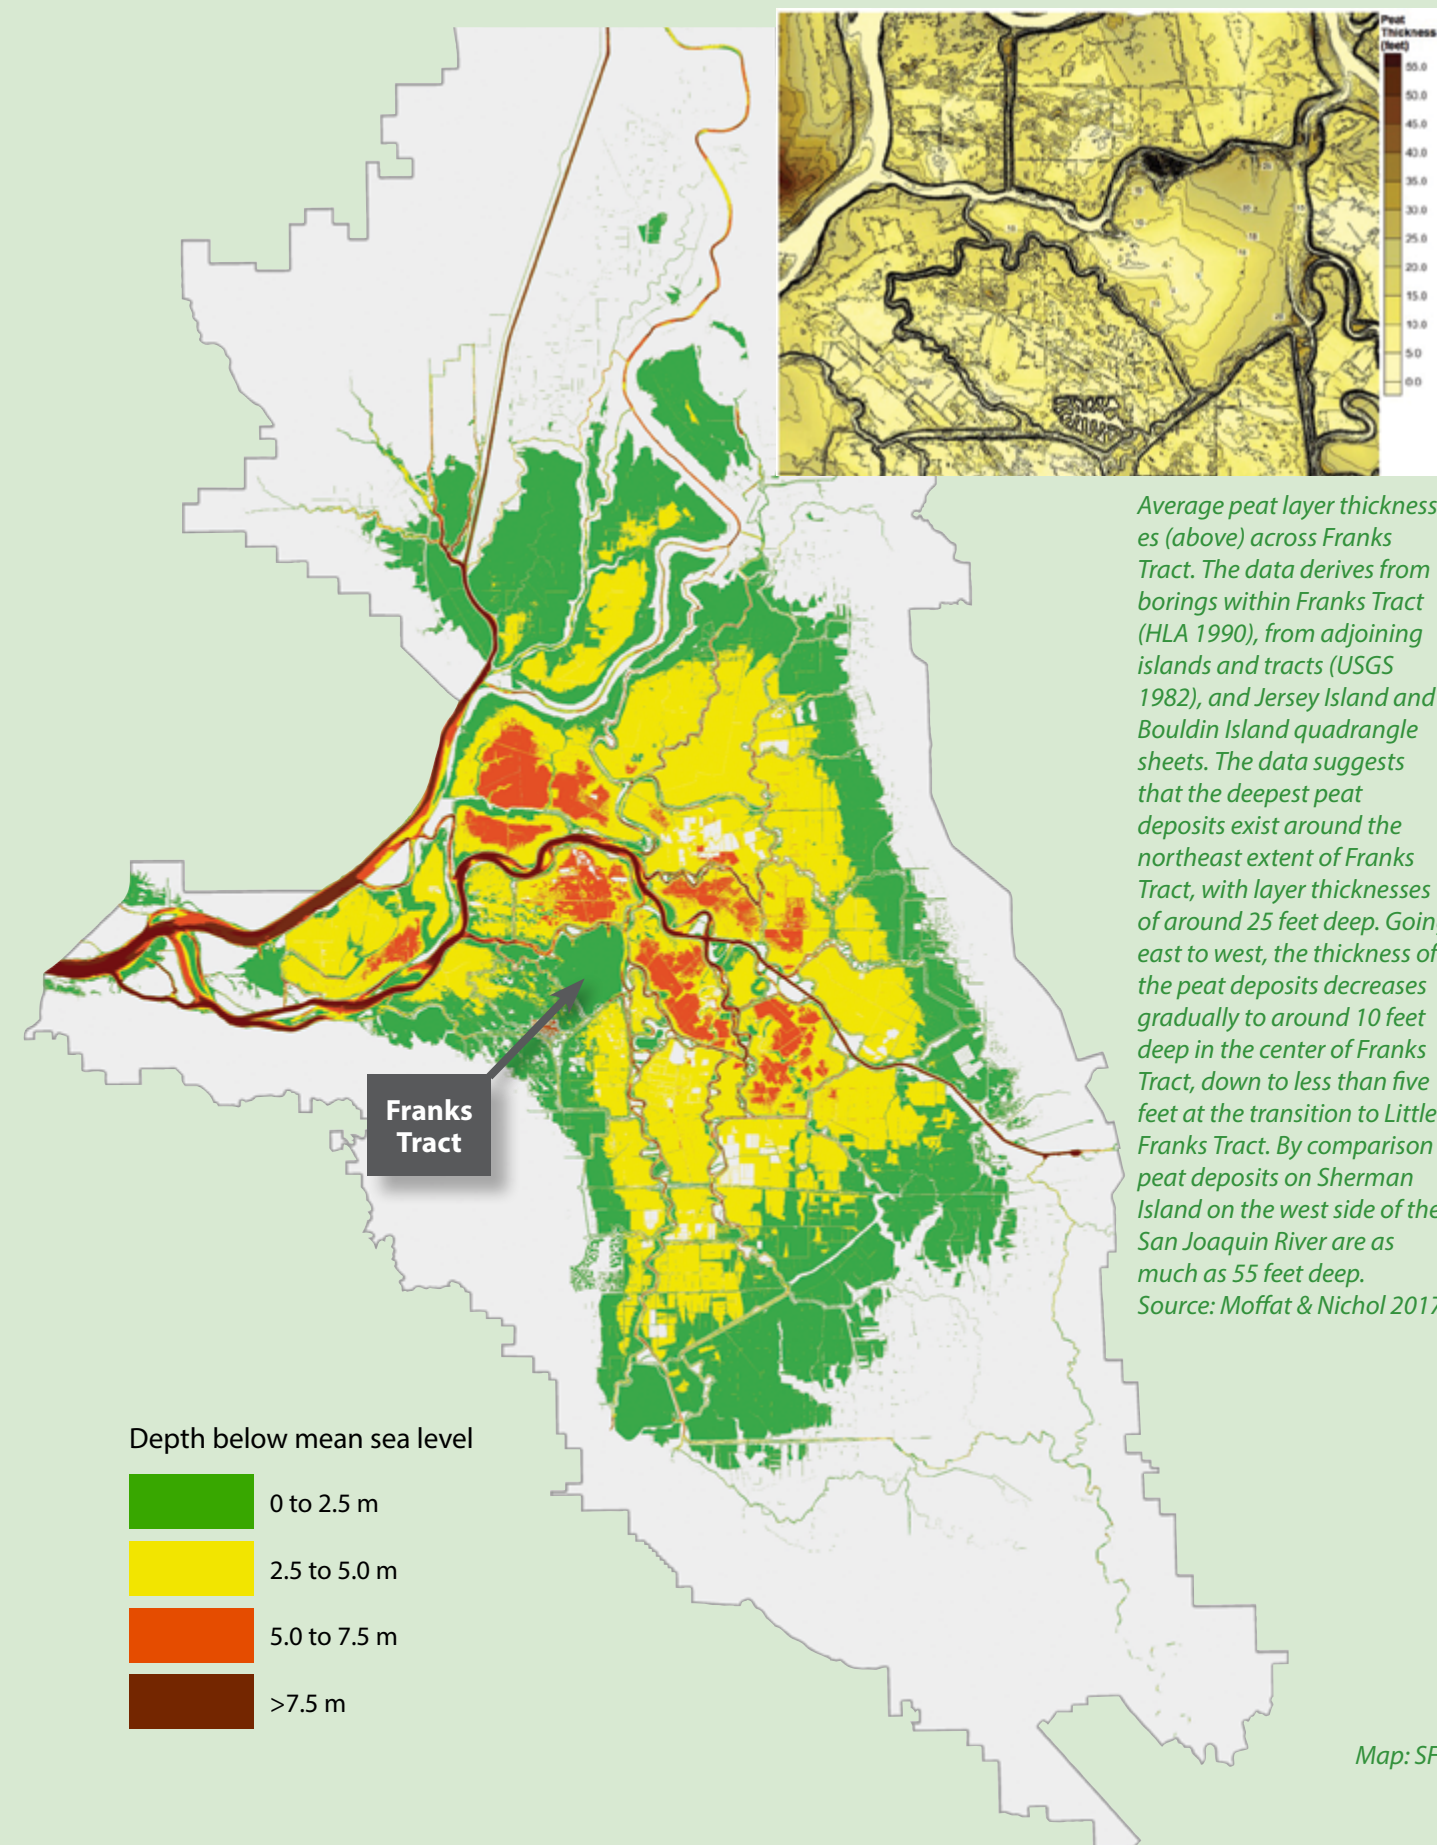 Peat
Thickness
(feet)
55.0
50.0
45.0
40.0
35.0
30.0
25.0
20.0
15.0
10.0
5.0
0.0
Average peat layer thickness
es (above) across Franks
Tract. The data derives from
borings within Franks Tract
(HLA 1990), from adjoining
islands and tracts (USGS
1982), and Jersey Island and
Bouldin Island quadrangle
sheets. The data suggests
that the deepest peat
deposits exist around the
northeast extent of Franks
Tract, with layer thicknesses
of around 25 feet deep. Goin
east to west, the thickness of
the peat deposits decreases
gradually to around 10 feet
deep in the center of Franks
Tract, down to less than five
feet at the transition to Little
Franks Tract. By comparison
peat deposits on Sherman
Island on the west side of the
San Joaquin River are as
much as 55 feet deep.
Source: Moffat & Nichol 2017
Franks
Tract
Depth below mean sea level
0 to 2.5 m
2.5 to 5.0 m
5.0 to 7.5 m
>7.5 m
Map: SF